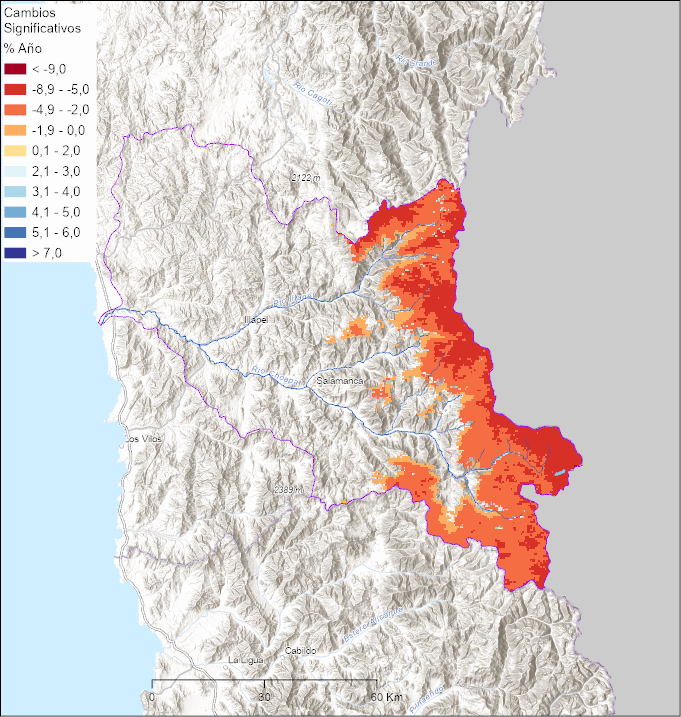 Cambios
Significativos
% Año
< -9,0
-8,9 - -5,0
-4,9 - -2,0
-1,9 - 0,0
0,1 - 2,0
2,1 - 3,0
3,1 - 4,0
4,1 - 5,0
5,1 - 6,0
> 7,0
Río Grande
Río Cogotí
2122 m
Río Illapel
Illapel
Río Choapa
Salamanca
Los Vilos
2389 m
Estero Alicahue
Cabildo
La Ligua
0 30 60 Km